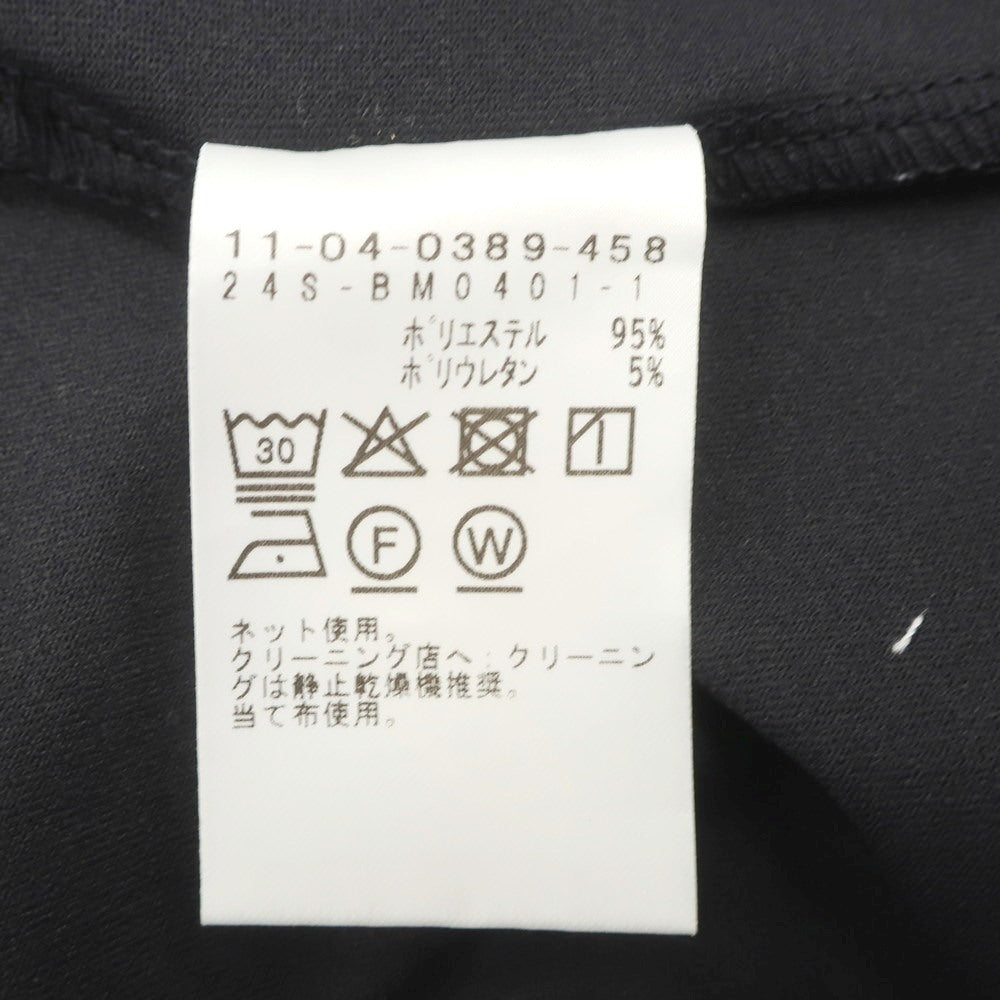 11-04-0389-458
24S-BM0401-1
ポリエステル 95%
ポリウレタン 5%
30
F W
ネット使用。
クリーニング店へ:クリーニン
グは静止乾燥機推奨。
当て布使用。